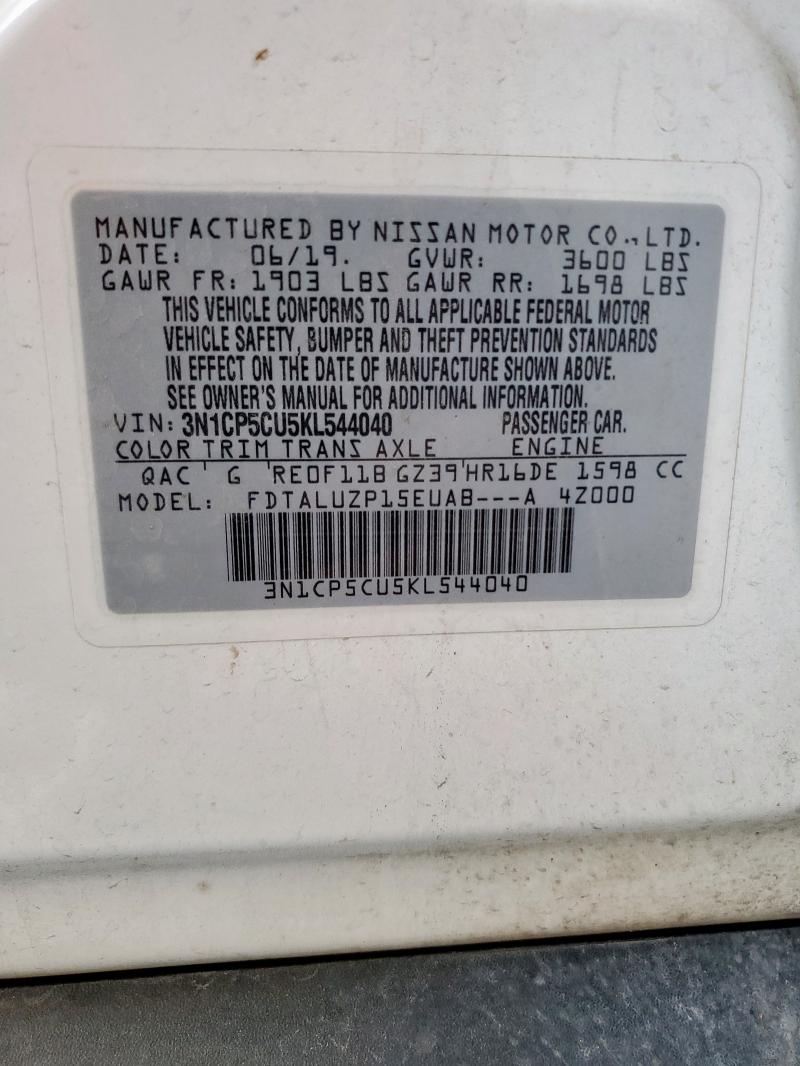 MANUFACTURED BY NISSAN MOTOR CO., LTD.
DATE: 06/19. GVWR: 3600 LBS
GAWR FR: 1903 LBS GAWR RR: 1698 LBS
THIS VEHICLE CONFORMS TO ALL APPLICABLE FEDERAL MOTOR
VEHICLE SAFETY, BUMPER AND THEFT PREVENTION STANDARDS
IN EFFECT ON THE DATE OF MANUFACTURE SHOWN ABOVE.
SEE OWNER'S MANUAL FOR ADDITIONAL INFORMATION.
VIN: 3N1CP5CU5KL544040 PASSENGER CAR.
COLOR TRIM TRANS AXLE ENGINE
QAC ' G 'RE0F11B GZ39'HR16DE 1598 CC
MODEL: FDTALUZP15EUAB---A 4Z000
3N1CP5CU5KL544040